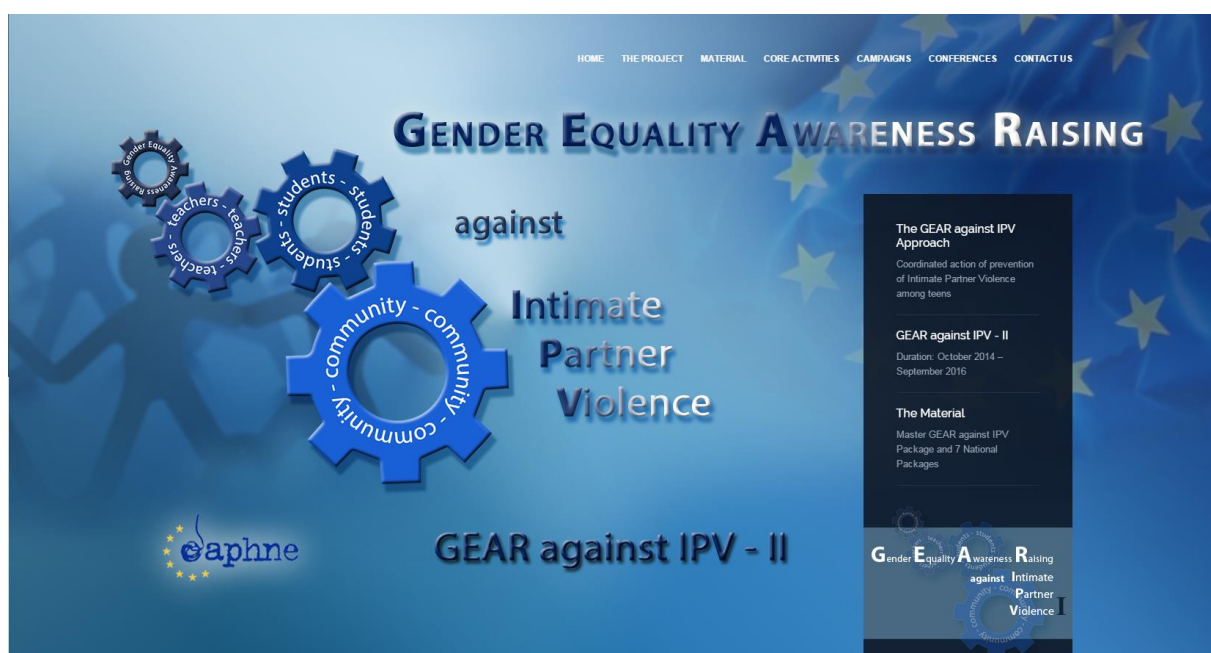 HOME THE PROJECT MATERIAL CORE ACTIVITIES CAMPAIGNS CONFERENCES CONTACT US
GENDER EQUALITY AWARENESS RAISING
against
Intimate
Partner
Violence
Gender Equality Awareness Raising
teachers - teachers - teachers -
students - students - students -
community - community - community -
The GEAR against IPV
Approach
Coordinated action of prevention
of Intimate Partner Violence
among teens
GEAR against IPV - II
Duration: October 2014 –
September 2016
The Material
Master GEAR against IPV
Package and 7 National
Packages
daphne
GEAR against IPV - II
Gender Equality Awareness Raising
against Intimate
Partner
Violence I
students
community - community